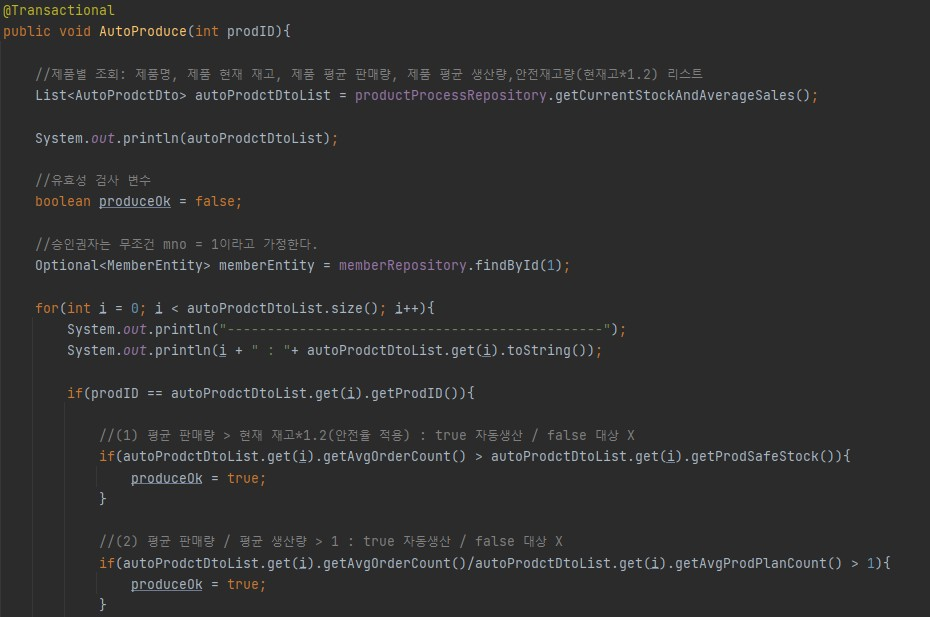 @Transactional
public void AutoProduce(int prodID){
//제품별 조회: 제품명, 제품 현재 재고, 제품 평균 판매량, 제품 평균 생산량,안전재고량(현재고*1.2) 리스트
List<AutoProdctDto> autoProdctDtoList = productProcessRepository.getCurrentStockAndAverageSales();
System.out.println(autoProdctDtoList);
//유효성 검사 변수
boolean produceOk = false;
//승인권자는 무조건 mno = 1이라고 가정한다.
Optional<MemberEntity> memberEntity = memberRepository.findById(1);
for(int i = 0; i < autoProdctDtoList.size(); i++){
System.out.println("-----------------------------------------------");
System.out.println(i + " : "+ autoProdctDtoList.get(i).toString());
if(prodID == autoProdctDtoList.get(i).getProdID()){
//(1) 평균 판매량 > 현재 재고*1.2(안전율 적용) : true 자동생산 / false 대상 X
if(autoProdctDtoList.get(i).getAvgOrderCount() > autoProdctDtoList.get(i).getProdSafeStock()){
produceOk = true;
}
//(2) 평균 판매량 / 평균 생산량 > 1 : true 자동생산 / false 대상 X
if(autoProdctDtoList.get(i).getAvgOrderCount()/autoProdctDtoList.get(i).getAvgProdPlanCount() > 1){
produceOk = true;
}